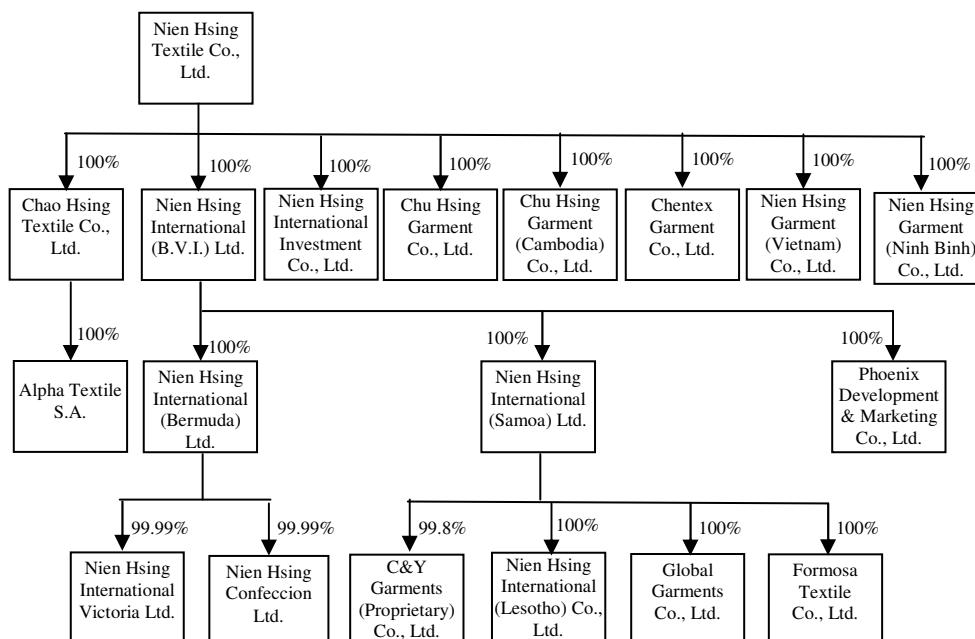 Nien Hsing
Textile Co.,
Ltd.
100%
100%
100%
100%
100%
100%
100%
100%
Chao Hsing
Textile Co.,
Ltd.
Nien Hsing
International
(B.V.I.) Ltd.
Nien Hsing
International
Investment
Co., Ltd.
Chu Hsing
Garment
Co., Ltd.
Chu Hsing
Garment
(Cambodia)
Co., Ltd.
Chentex
Garment
Co., Ltd.
Nien Hsing
Garment
(Vietnam)
Co., Ltd.
Nien Hsing
Garment
(Ninh Binh)
Co., Ltd.
100%
100%
100%
100%
Alpha Textile
S.A.
Nien Hsing
International
(Bermuda)
Ltd.
Nien Hsing
International
(Samoa) Ltd.
Phoenix
Development
& Marketing
Co., Ltd.
99.99%
99.99%
99.8%
100%
100%
100%
Nien Hsing
International
Victoria Ltd.
Nien Hsing
Confeccion
Ltd.
C&Y
Garments
(Proprietary)
Co., Ltd.
Nien Hsing
International
(Lesotho) Co.,
Ltd.
Global
Garments
Co., Ltd.
Formosa
Textile
Co., Ltd.